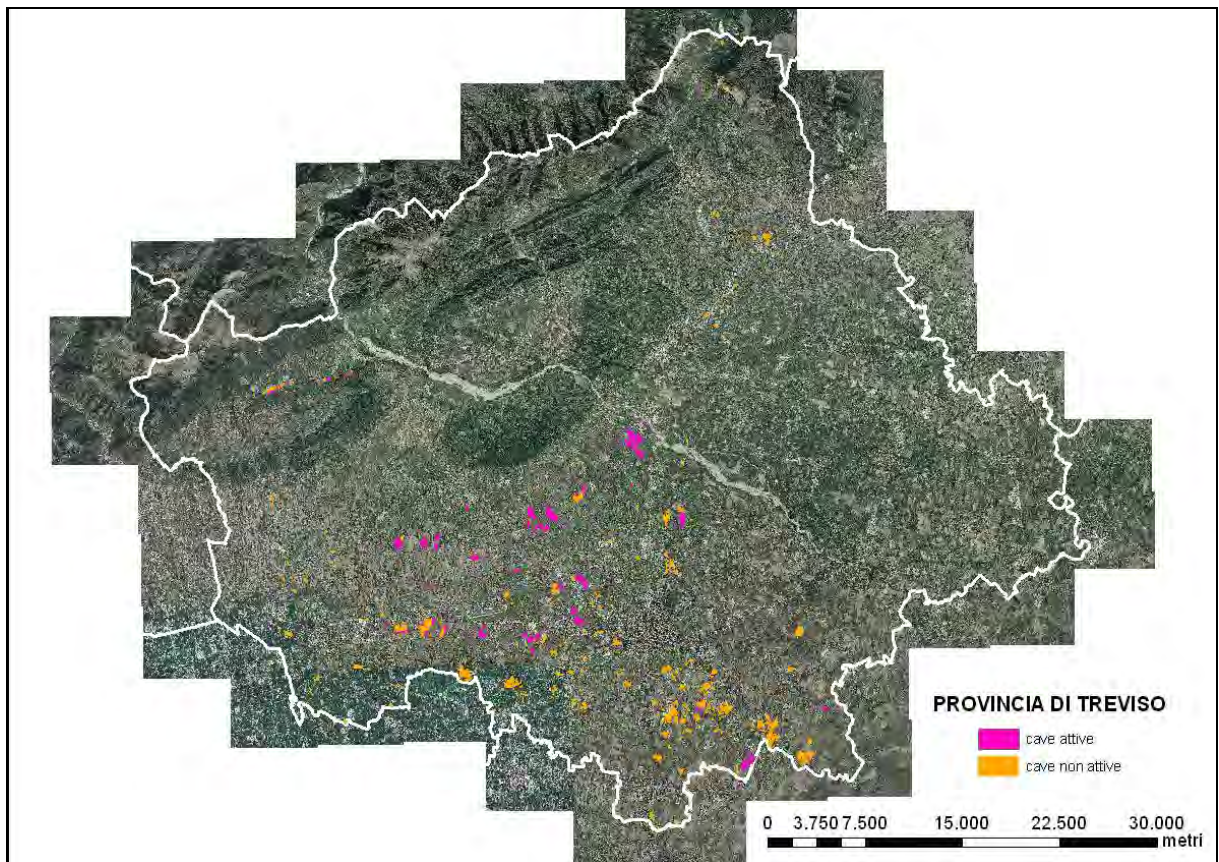 PROVINCIA DI TREVISO
cave attive
cave non attive
0 3.750 7.500 15.000 22.500 30.000
metri